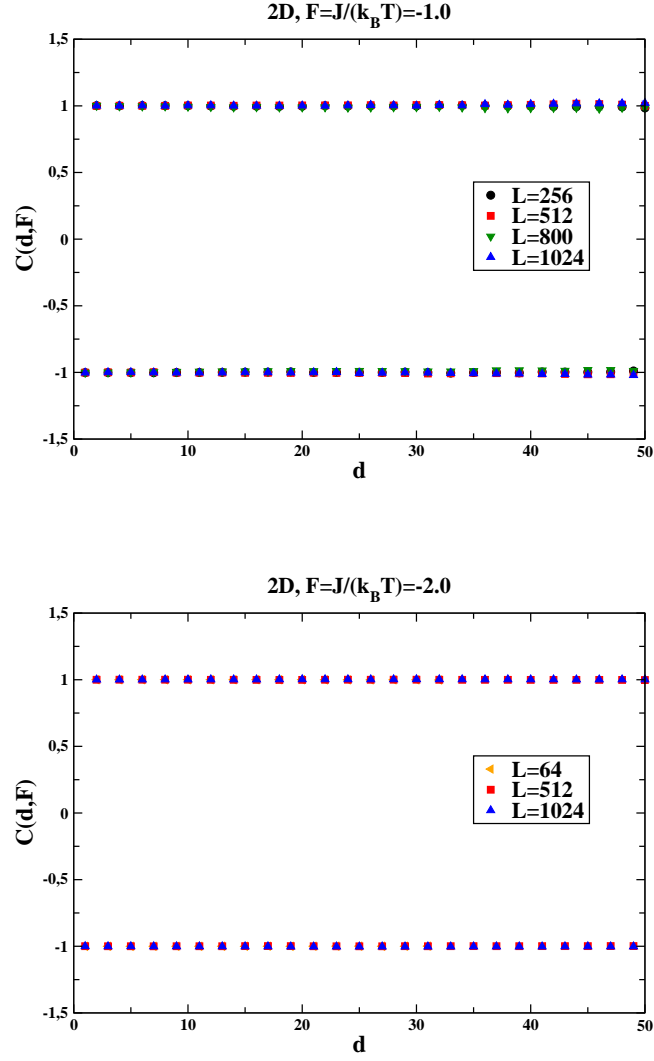 2D, F=J/(k_BT)=-1.0
1,5
1
0,5
0
-0,5
-1
-1,5
C(d,F)
L=256
L=512
L=800
L=1024
0 10 20 30 40 50
d
2D, F=J/(k_BT)=-2.0
1,5
1
0,5
0
-0,5
-1
-1,5
C(d,F)
L=64
L=512
L=1024
0 10 20 30 40 50
d